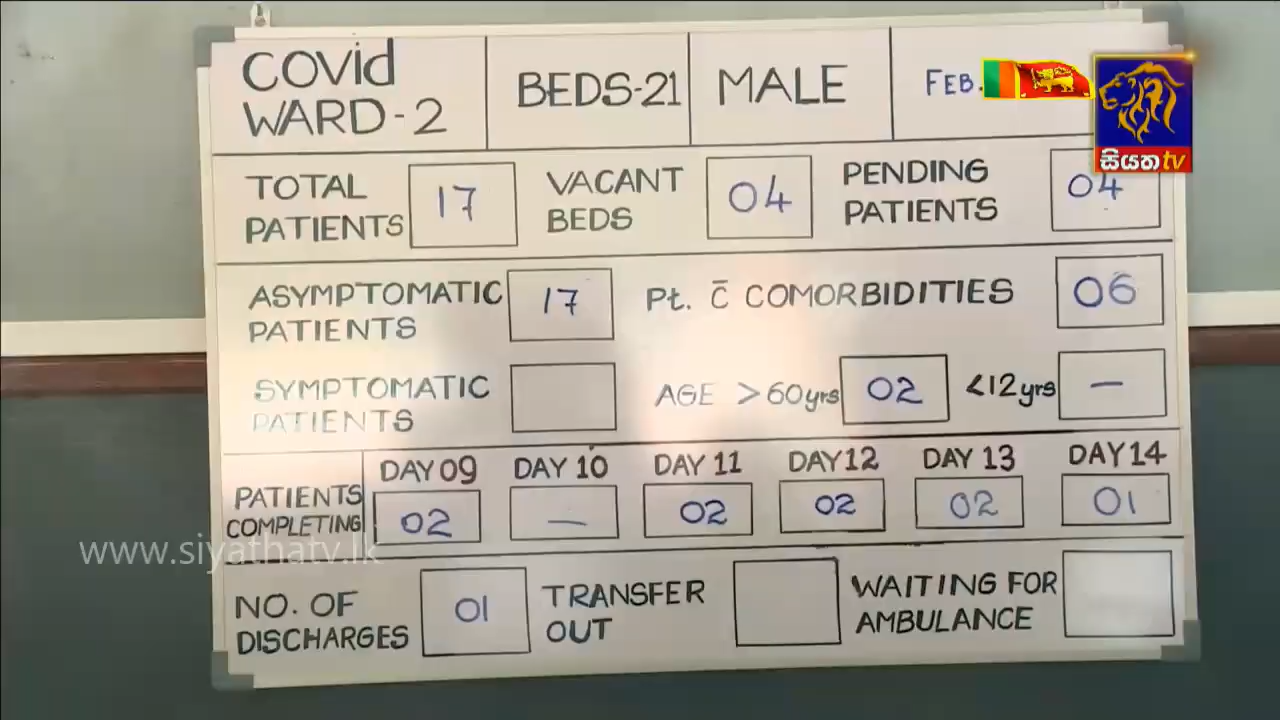 COVID
WARD-2
BEDS-21
MALE
FEB.
සියතtv
TOTAL
PATIENTS
17
VACANT
BEDS
04
PENDING
PATIENTS
04
ASYMPTOMATIC
PATIENTS
17
Pt. C̄ COMORBIDITIES
06
SYMPTOMATIC
PATIENTS
AGE >60yrs
02
<12yrs
—
PATIENTS
COMPLETING
DAY 09
02
DAY 10
—
DAY 11
02
DAY 12
02
DAY 13
02
DAY 14
01
www.siyathatv.lk
NO. OF
DISCHARGES
01
TRANSFER
OUT
WAITING FOR
AMBULANCE